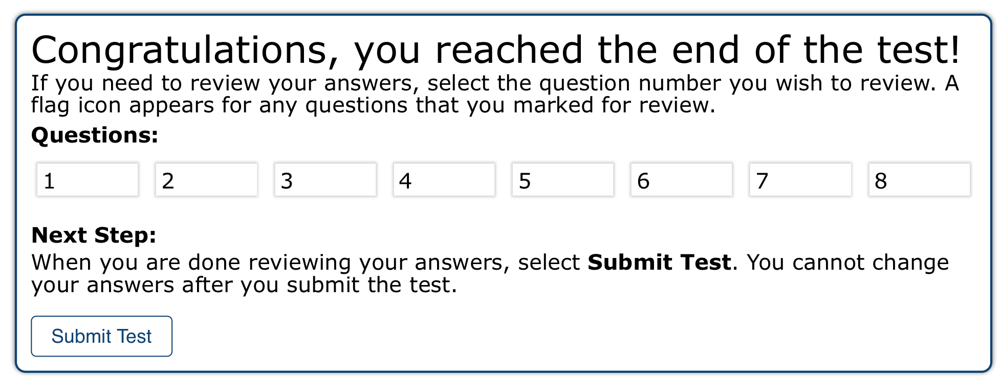 Congratulations, you reached the end of the test!
If you need to review your answers, select the question number you wish to review. A
flag icon appears for any questions that you marked for review.
Questions:
1 2 3 4 5 6 7 8
Next Step:
When you are done reviewing your answers, select Submit Test. You cannot change
your answers after you submit the test.
Submit Test